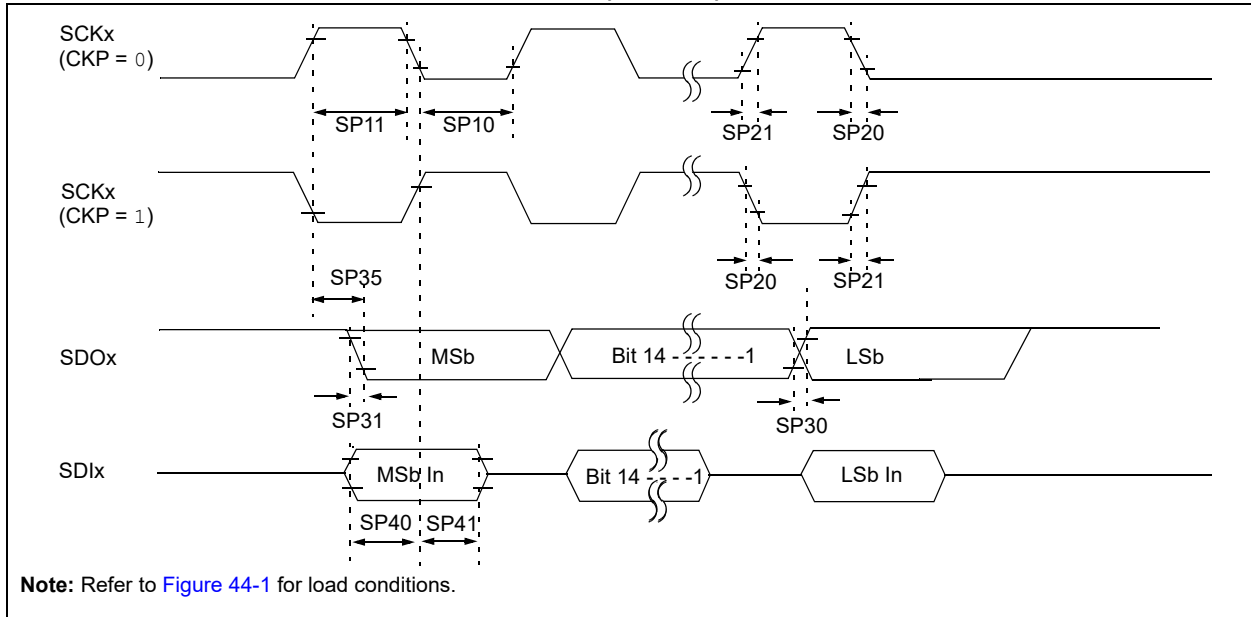 SCKx
(CKP = 0)
SP11
SP10
SP21
SP20
SCKx
(CKP = 1)
SP35
SP20
SP21
SDOx
MSb
Bit 14 - - - - - -1
LSb
SP31
SP30
SDIx
MSb In
Bit 14 - - - -1
LSb In
SP40
SP41
Note: Refer to Figure 44-1 for load conditions.